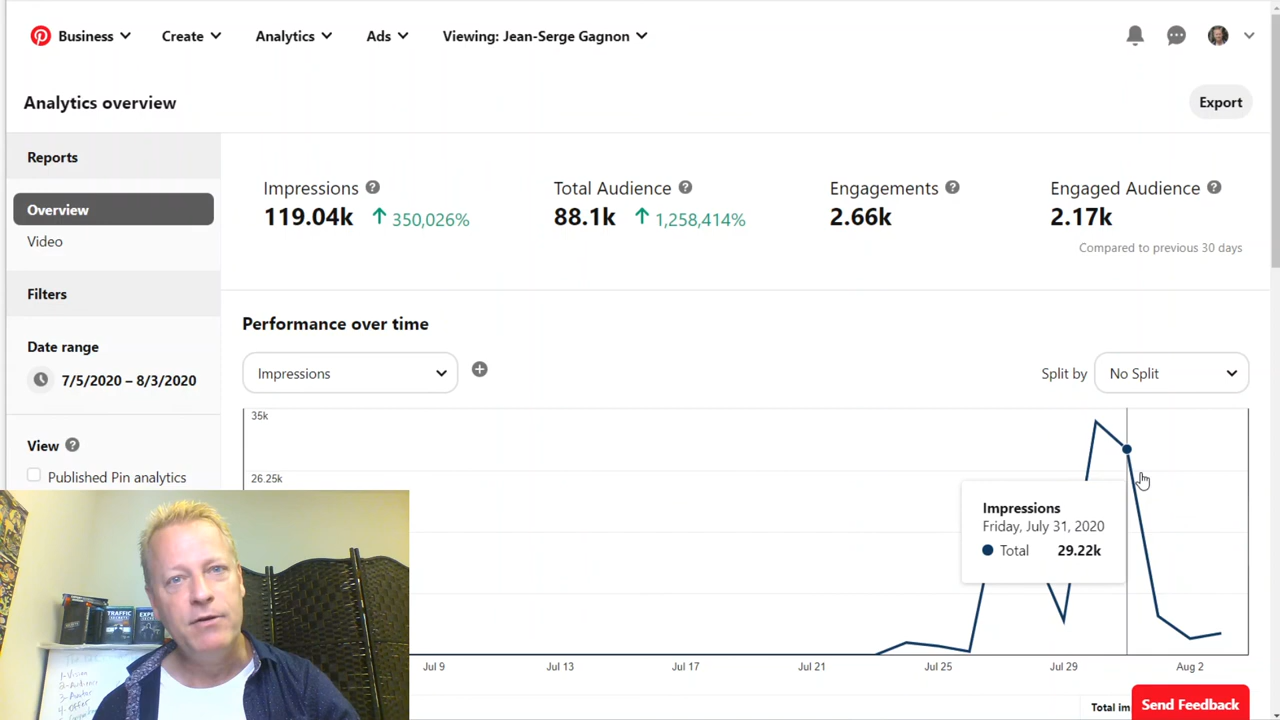 Business Create Analytics Ads Viewing: Jean-Serge Gagnon
Analytics overview
Export
Reports
Overview
Video
Filters
Date range
7/5/2020 – 8/3/2020
View
Published Pin analytics
Impressions
119.04k 350,026%
Total Audience
88.1k 1,258,414%
Engagements
2.66k
Engaged Audience
2.17k
Compared to previous 30 days
Performance over time
Impressions
Split by No Split
35k
26.25k
Impressions
Friday, July 31, 2020
Total 29.22k
Jul 9 Jul 13 Jul 17 Jul 21 Jul 25 Jul 29 Aug 2
Total im
Send Feedback
TRAFFIC